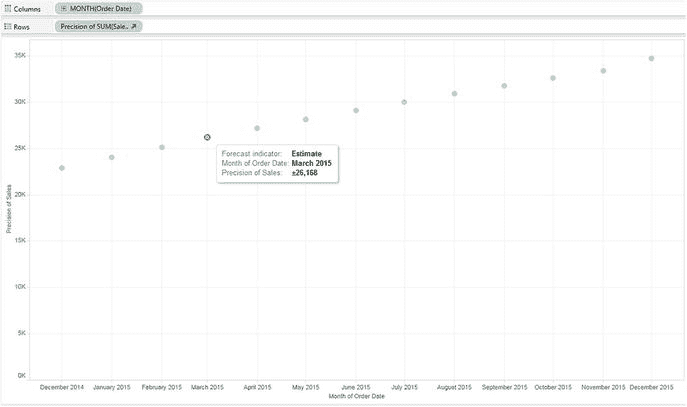 Columns MONTH(Order Date)
Rows Precision of SUM(Sale..
35K
30K
25K
20K
15K
10K
5K
0K
Precision of Sales
Forecast indicator: Estimate
Month of Order Date: March 2015
Precision of Sales: ±26,168
December 2014 January 2015 February 2015 March 2015 April 2015 May 2015 June 2015 July 2015 August 2015 September 2015 October 2015 November 2015 December 2015
Month of Order Date